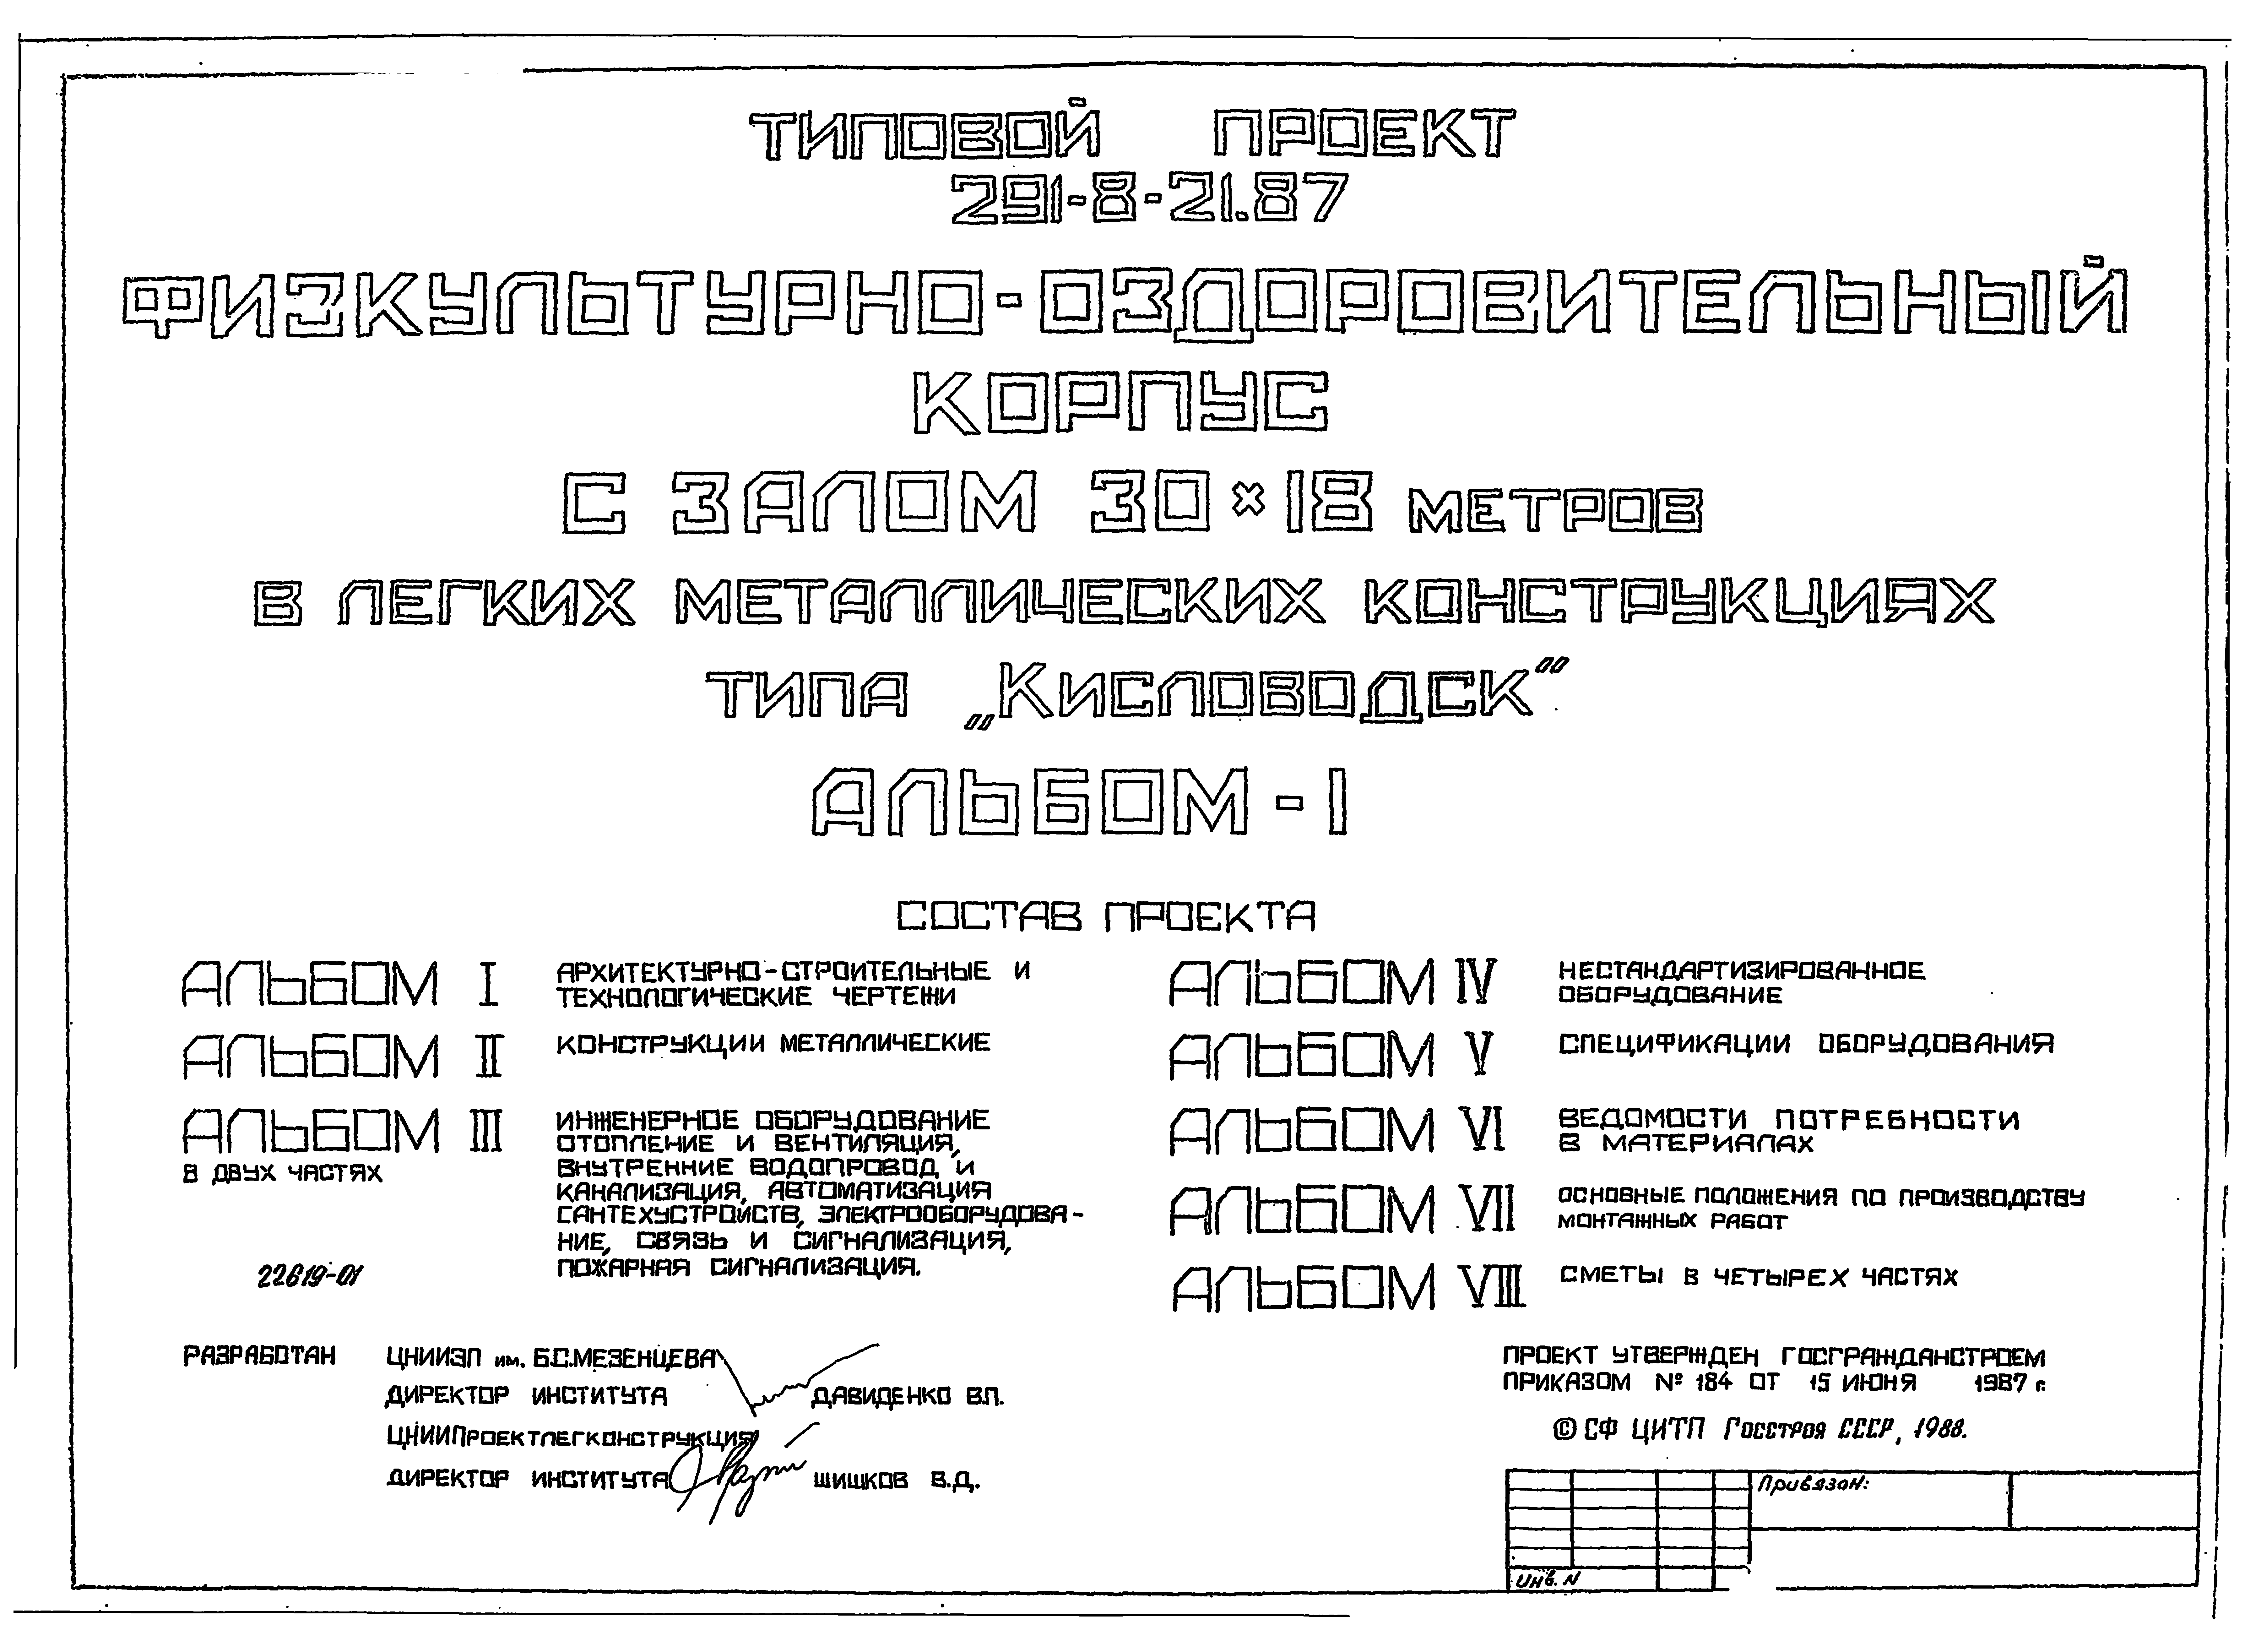 ТИПОВОЙ ПРОЕКТ
291-8-21.87
ФИЗКУЛЬТУРНО-ОЗДОРОВИТЕЛЬНЫЙ
КОРПУС
С ЗАЛОМ 30×18 МЕТРОВ
В ЛЕГКИХ МЕТАЛЛИЧЕСКИХ КОНСТРУКЦИЯХ
ТИПА „КИСЛОВОДСК“
АЛЬБОМ - I
СОСТАВ ПРОЕКТА
АЛЬБОМ I АРХИТЕКТУРНО-СТРОИТЕЛЬНЫЕ И
ТЕХНОЛОГИЧЕСКИЕ ЧЕРТЕЖИ
АЛЬБОМ II КОНСТРУКЦИИ МЕТАЛЛИЧЕСКИЕ
АЛЬБОМ III ИНЖЕНЕРНОЕ ОБОРУДОВАНИЕ
В ДВУХ ЧАСТЯХ
ОТОПЛЕНИЕ И ВЕНТИЛЯЦИЯ,
ВНУТРЕННИЕ ВОДОПРОВОД И
КАНАЛИЗАЦИЯ, АВТОМАТИЗАЦИЯ
САНТЕХУСТРОЙСТВ, ЭЛЕКТРООБОРУДОВА-
НИЕ, СВЯЗЬ И СИГНАЛИЗАЦИЯ,
ПОЖАРНАЯ СИГНАЛИЗАЦИЯ.
22619-01
АЛЬБОМ IV НЕСТАНДАРТИЗИРОВАННОЕ
ОБОРУДОВАНИЕ
АЛЬБОМ V СПЕЦИФИКАЦИИ ОБОРУДОВАНИЯ
АЛЬБОМ VI ВЕДОМОСТИ ПОТРЕБНОСТИ
В МАТЕРИАЛАХ
АЛЬБОМ VII ОСНОВНЫЕ ПОЛОЖЕНИЯ ПО ПРОИЗВОДСТВУ
МОНТАЖНЫХ РАБОТ
АЛЬБОМ VIII СМЕТЫ В ЧЕТЫРЕХ ЧАСТЯХ
РАЗРАБОТАН ЦНИИЭП им. Б.С.МЕЗЕНЦЕВА
ДИРЕКТОР ИНСТИТУТА ДАВИДЕНКО В.П.
ЦНИИПРОЕКТЛЕГКОНСТРУКЦИЯ
ДИРЕКТОР ИНСТИТУТА ШИШКОВ В.Д.
ПРОЕКТ УТВЕРЖДЕН ГОСГРАЖДАНСТРОЕМ
ПРИКАЗОМ № 184 ОТ 15 ИЮНЯ 1987 г.
© СФ ЦИТП Госстроя СССР, 1988.
Привязан:
Инв. N